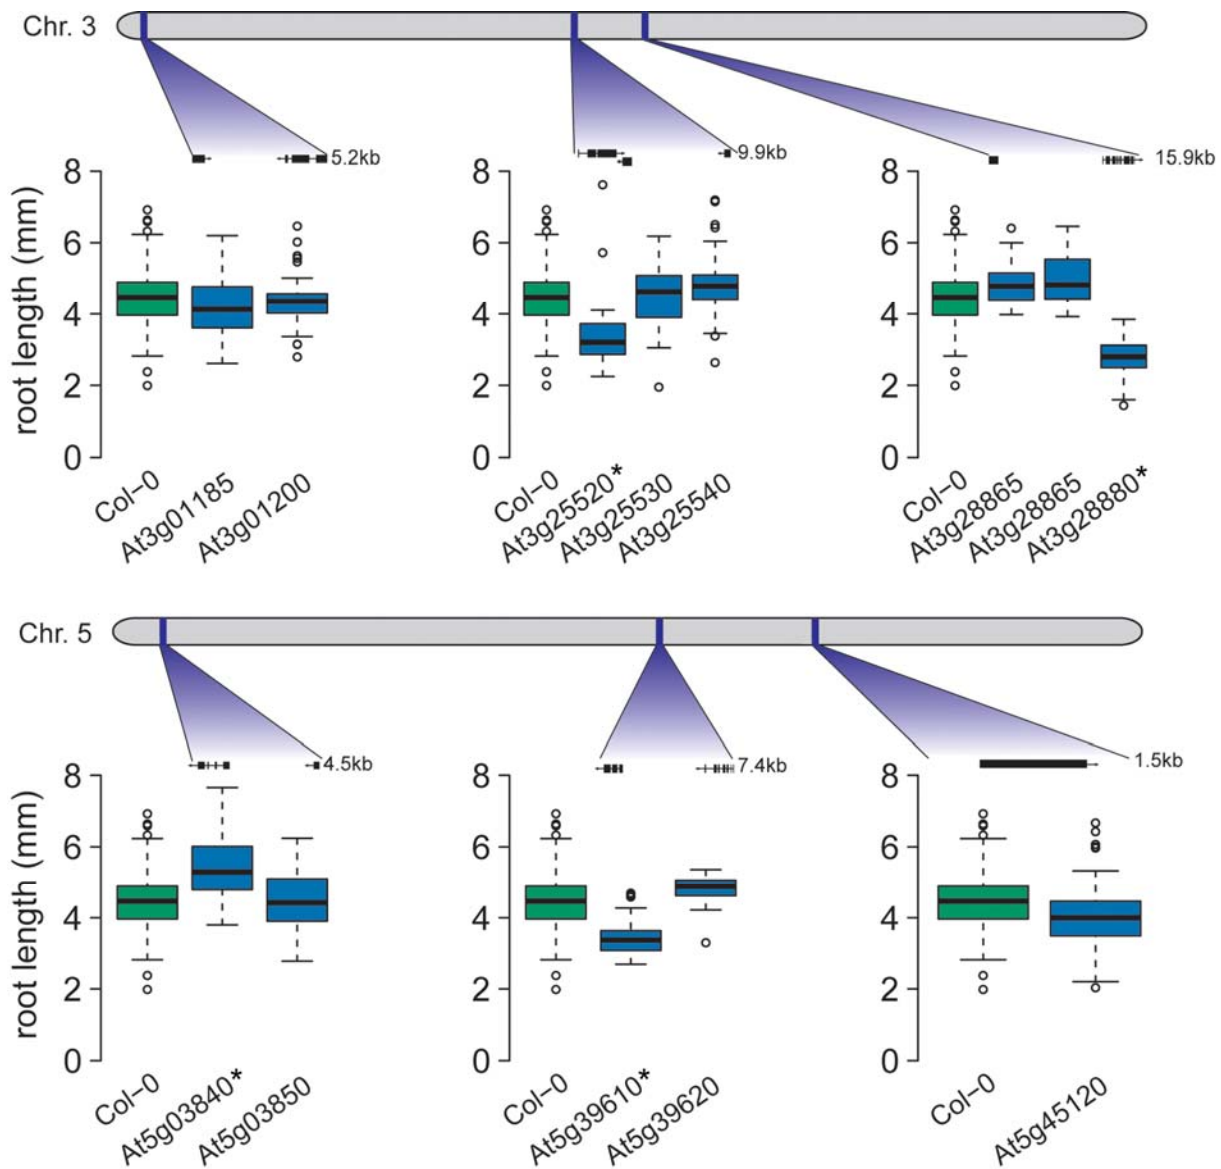 Chr. 3
5.2kb
9.9kb
15.9kb
root length (mm)
8
6
4
2
0
Col-0
At3g01185
At3g01200
8
6
4
2
0
Col-0
At3g25520*
At3g25530
At3g25540
8
6
4
2
0
Col-0
At3g28865
At3g28865
At3g28880*
Chr. 5
4.5kb
7.4kb
1.5kb
root length (mm)
8
6
4
2
0
Col-0
At5g03840*
At5g03850
8
6
4
2
0
Col-0
At5g39610*
At5g39620
8
6
4
2
0
Col-0
At5g45120